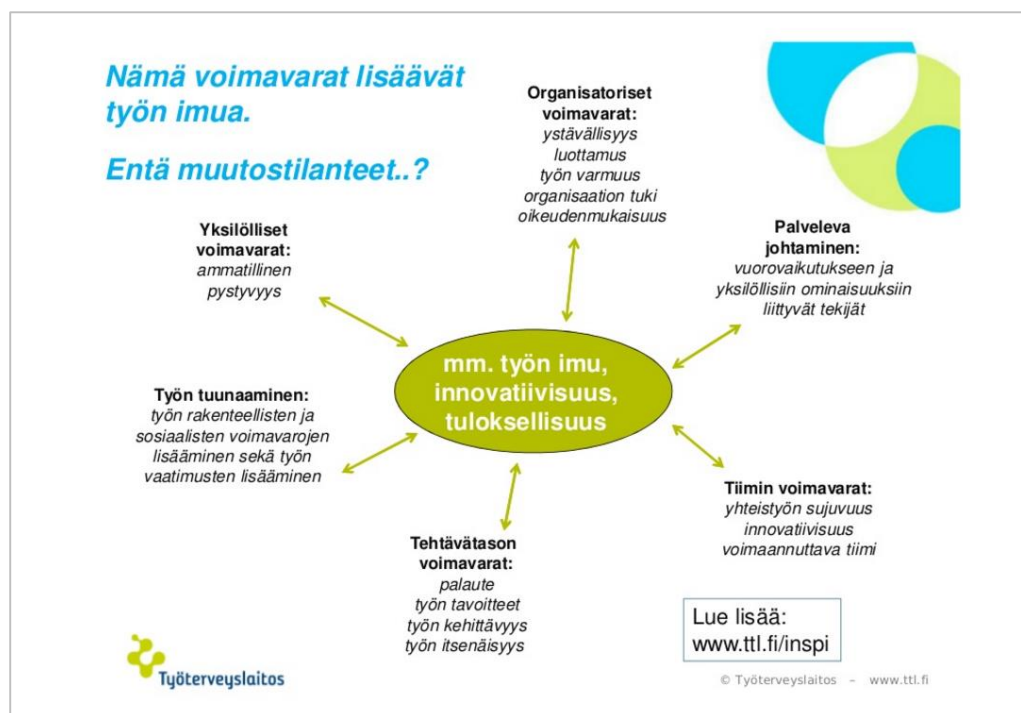 Nämä voimavarat lisäävät
työn imua.
Entä muutostilanteet..?
Organisatoriset
voimavarat:
ystävällisyys
luottamus
työn varmuus
organisaation tuki
oikeudenmukaisuus
Yksilölliset
voimavarat:
ammatillinen
pystyvyys
Palveleva
johtaminen:
vuorovaikutukseen ja
yksilöllisiin ominaisuuksiin
liittyvät tekijät
mm. työn imu,
innovatiivisuus,
tuloksellisuus
Työn tuunaaminen:
työn rakenteellisten ja
sosiaalisten voimavarojen
lisääminen sekä työn
vaatimusten lisääminen
Tiimin voimavarat:
yhteistyön sujuvuus
innovatiivisuus
voimaannuttava tiimi
Tehtävätason
voimavarat:
palaute
työn tavoitteet
työn kehittävyys
työn itsenäisyys
Lue lisää:
www.ttl.fi/inspi
Työterveyslaitos
© Työterveyslaitos – www.ttl.fi